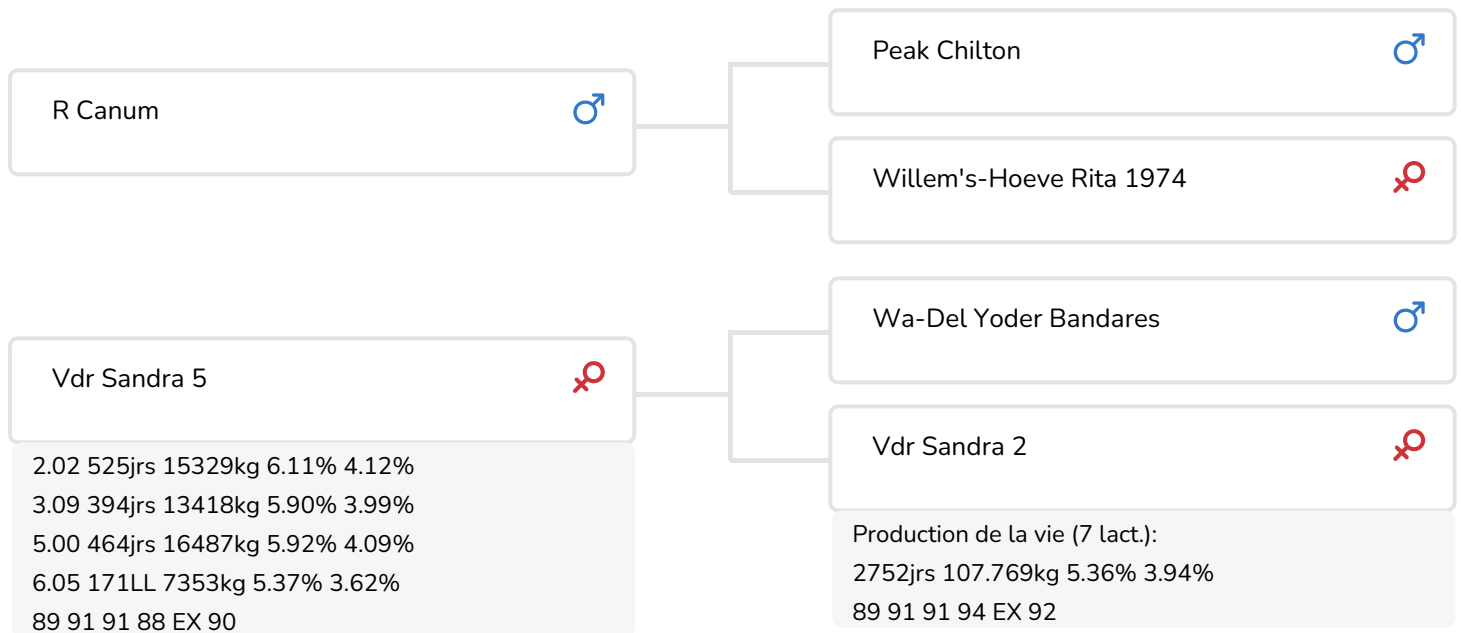 R Canum
Peak Chilton
Willem's-Hoeve Rita 1974
Vdr Sandra 5
2.02 525jrs 15329kg 6.11% 4.12%
3.09 394jrs 13418kg 5.90% 3.99%
5.00 464jrs 16487kg 5.92% 4.09%
6.05 171LL 7353kg 5.37% 3.62%
89 91 91 88 EX 90
Wa-Del Yoder Bandares
Vdr Sandra 2
Production de la vie (7 lact.):
2752jrs 107.769kg 5.36% 3.94%
89 91 91 94 EX 92